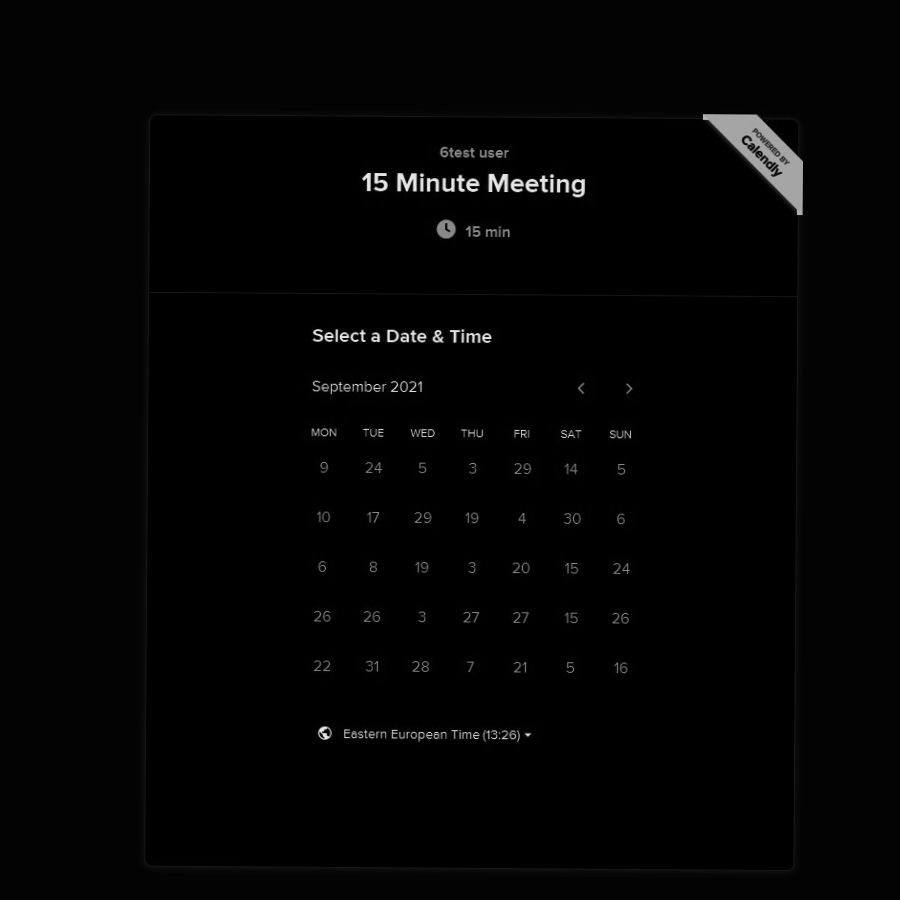 POWERED BY
Calendly
6test user
15 Minute Meeting
15 min
Select a Date & Time
September 2021
MON TUE WED THU FRI SAT SUN
9 24 5 3 29 14 5
10 17 29 19 4 30 6
6 8 19 3 20 15 24
26 26 3 27 27 15 26
22 31 28 7 21 5 16
Eastern European Time (13:26)